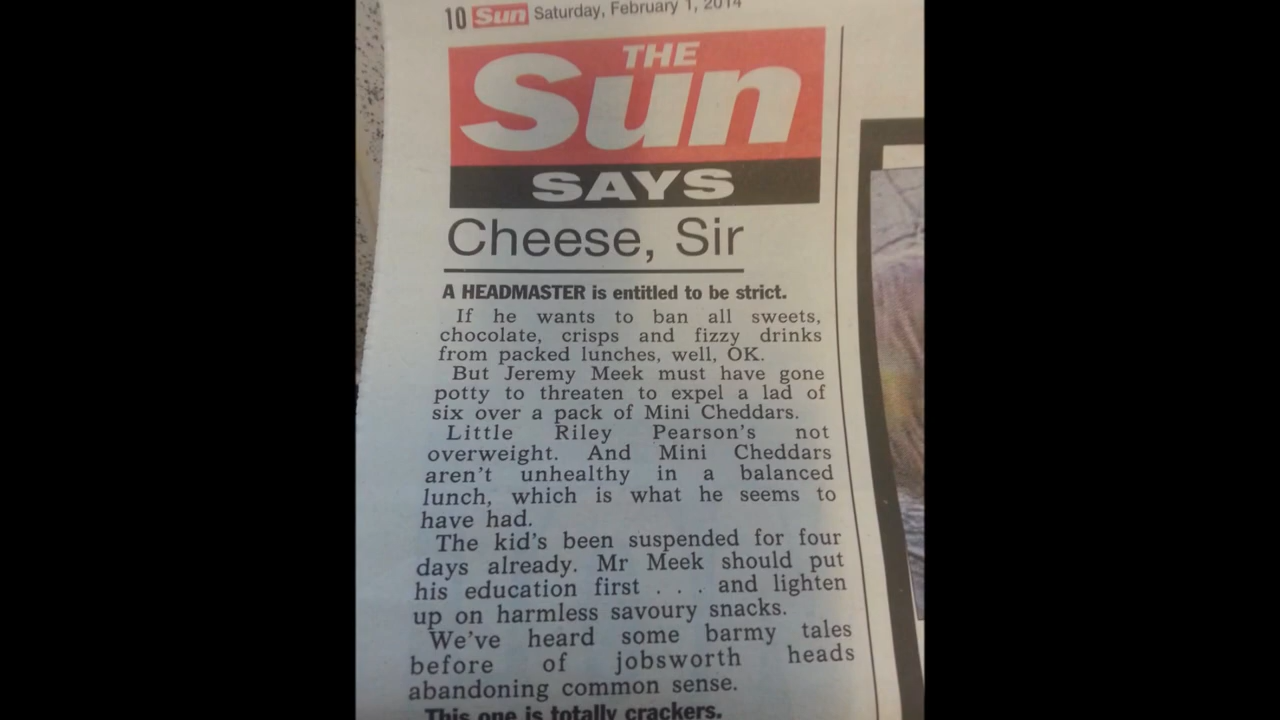 10 Sun Saturday, February 1, 2014
THE
Sun
SAYS
Cheese, Sir
A HEADMASTER is entitled to be strict.
If he wants to ban all sweets,
chocolate, crisps and fizzy drinks
from packed lunches, well, OK.
But Jeremy Meek must have gone
potty to threaten to expel a lad of
six over a pack of Mini Cheddars.
Little Riley Pearson's not
overweight. And Mini Cheddars
aren't unhealthy in a balanced
lunch, which is what he seems to
have had.
The kid's been suspended for four
days already. Mr Meek should put
his education first . . . and lighten
up on harmless savoury snacks.
We've heard some barmy tales
before of jobsworth heads
abandoning common sense.
This one is totally crackers.